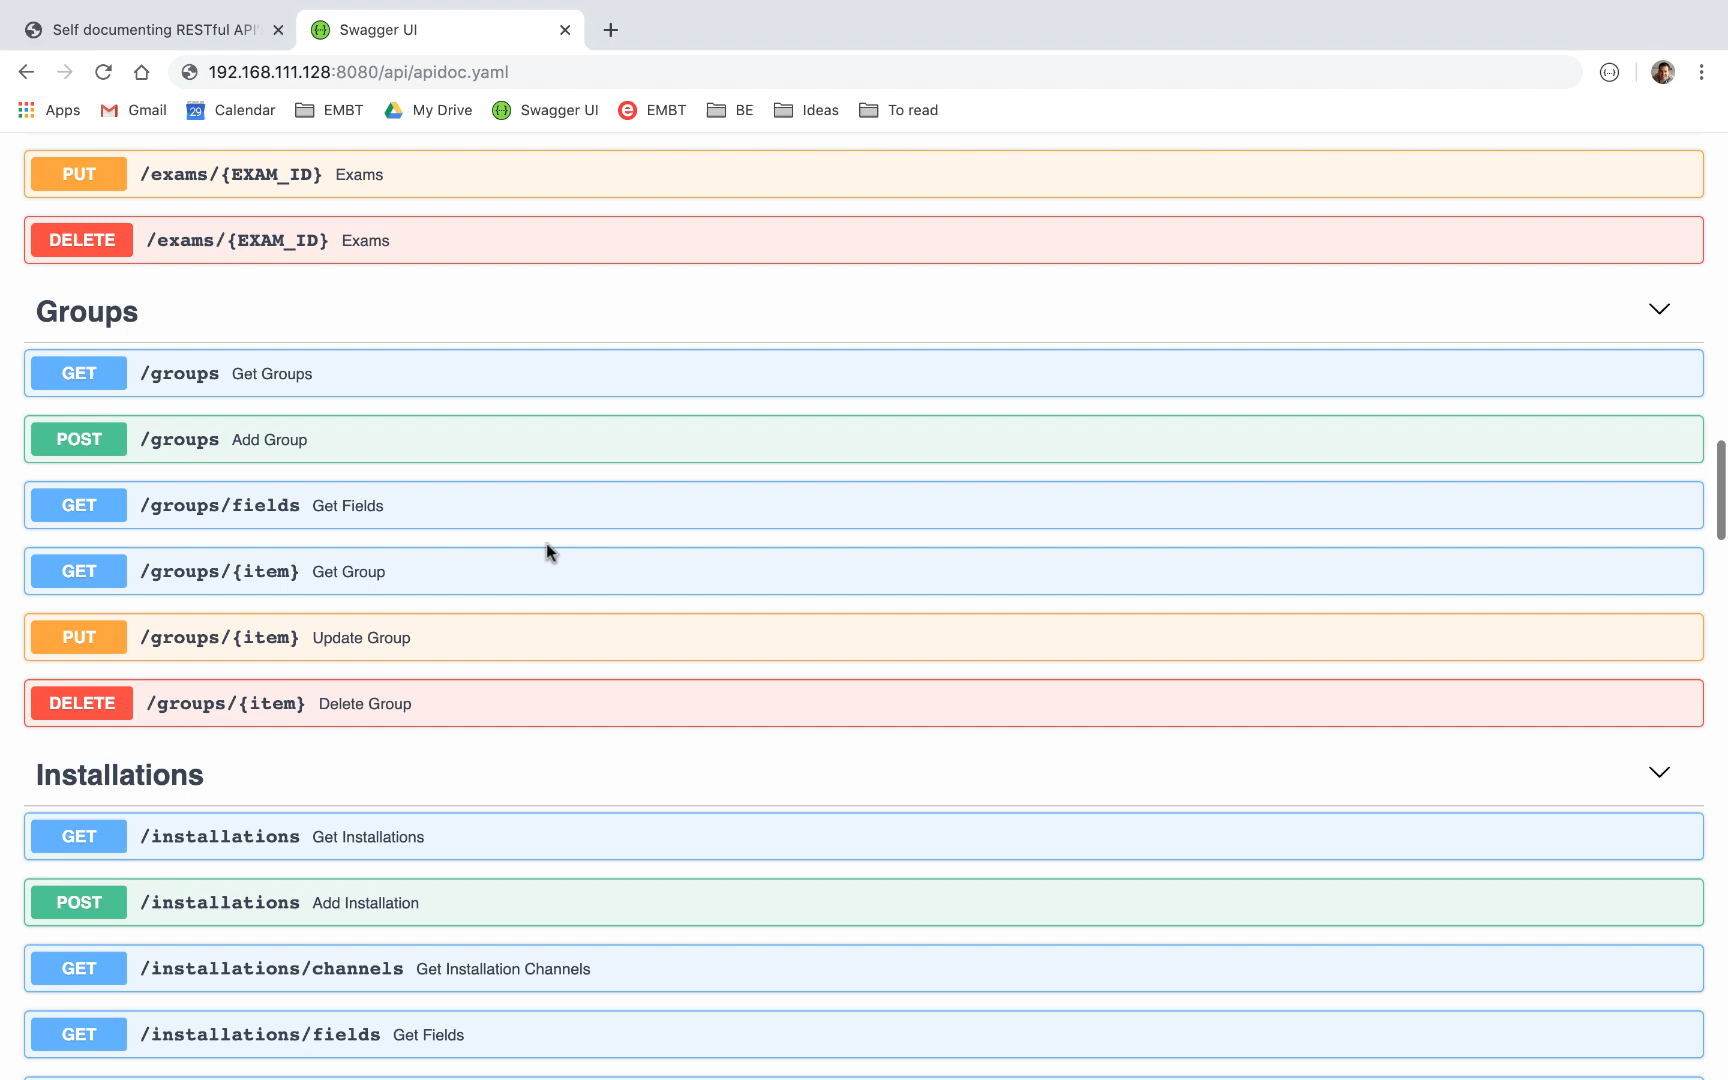 Self documenting RESTful API'
Swagger UI
192.168.111.128:8080/api/apidoc.yaml
Apps Gmail 29 Calendar EMBT My Drive Swagger UI EMBT BE Ideas To read
PUT /exams/{EXAM_ID} Exams
DELETE /exams/{EXAM_ID} Exams
Groups
GET /groups Get Groups
POST /groups Add Group
GET /groups/fields Get Fields
GET /groups/{item} Get Group
PUT /groups/{item} Update Group
DELETE /groups/{item} Delete Group
Installations
GET /installations Get Installations
POST /installations Add Installation
GET /installations/channels Get Installation Channels
GET /installations/fields Get Fields